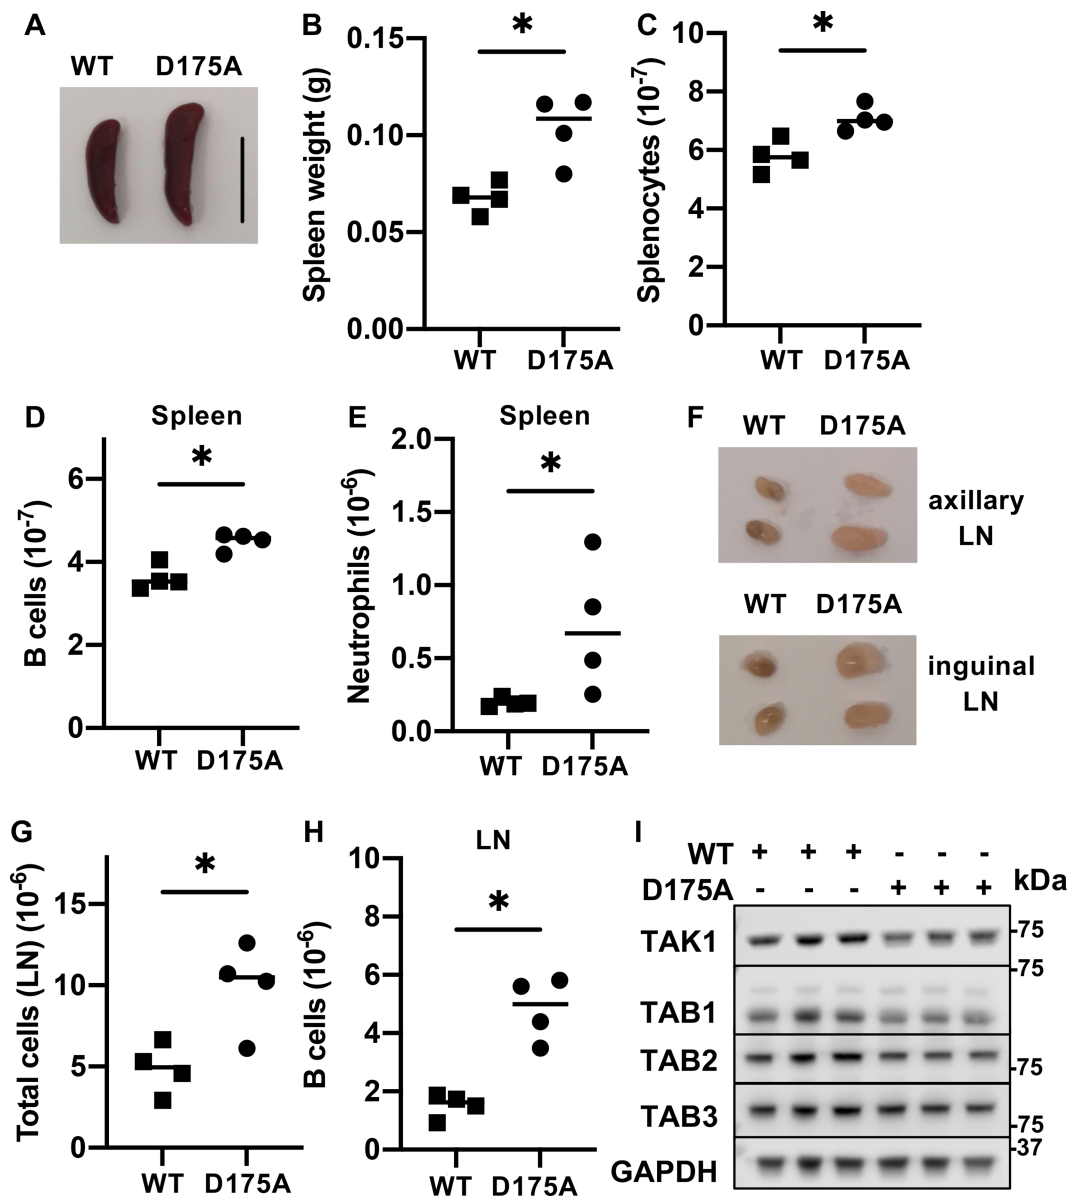 A
WT D175A
B
*
Spleen weight (g)
0.15
0.10
0.05
0.00
WT D175A
C
*
Splenocytes (10-7)
10
8
6
4
2
0
WT D175A
D
Spleen
*
B cells (10-7)
6
4
2
0
WT D175A
E
Spleen
*
Neutrophils (10-6)
2.0
1.5
1.0
0.5
0.0
WT D175A
F
WT D175A
axillary
LN
WT D175A
inguinal
LN
G
*
Total cells (LN) (10-6)
15
10
5
0
WT D175A
H
LN
*
B cells (10-6)
10
8
6
4
2
0
WT D175A
I
WT + + + - - -
D175A - - - + + +
kDa
TAK1
-75
-75
TAB1
TAB2
-75
TAB3
-75
-37
GAPDH